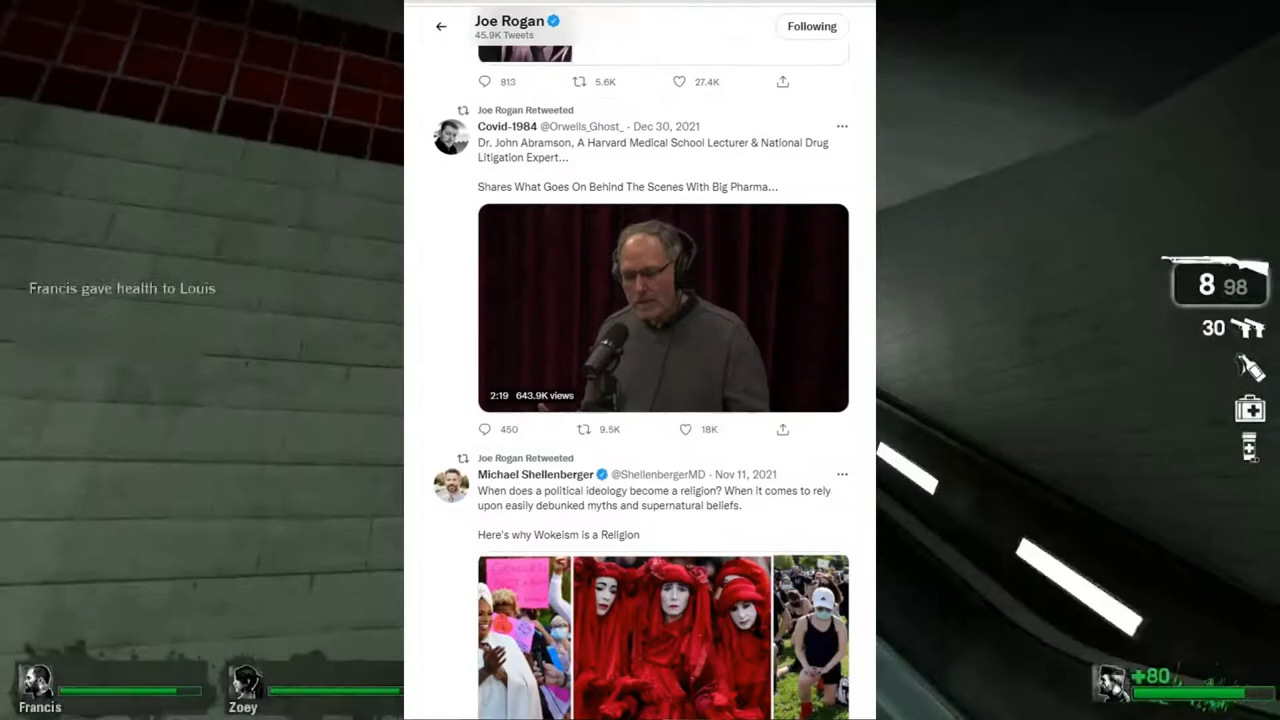 Joe Rogan
45.9K Tweets
Following
813
5.6K
27.4K
Joe Rogan Retweeted
Covid-1984 @Orwells_Ghost_ · Dec 30, 2021
Dr. John Abramson, A Harvard Medical School Lecturer & National Drug
Litigation Expert...
Shares What Goes On Behind The Scenes With Big Pharma...
2:19 643.9K views
450
9.5K
18K
Joe Rogan Retweeted
Michael Shellenberger @ShellenbergerMD · Nov 11, 2021
When does a political ideology become a religion? When it comes to rely
upon easily debunked myths and supernatural beliefs.
Here's why Wokeism is a Religion
Francis gave health to Louis
8 98
30
Francis
Zoey
+80